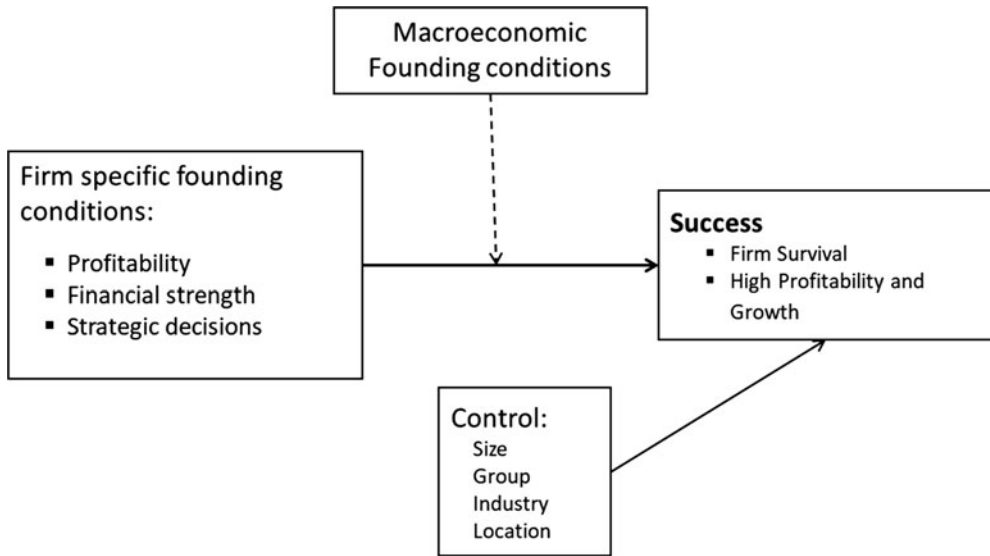 Macroeconomic
Founding conditions
Firm specific founding
conditions:
▪ Profitability
▪ Financial strength
▪ Strategic decisions
Success
▪ Firm Survival
▪ High Profitability and
Growth
Control:
Size
Group
Industry
Location